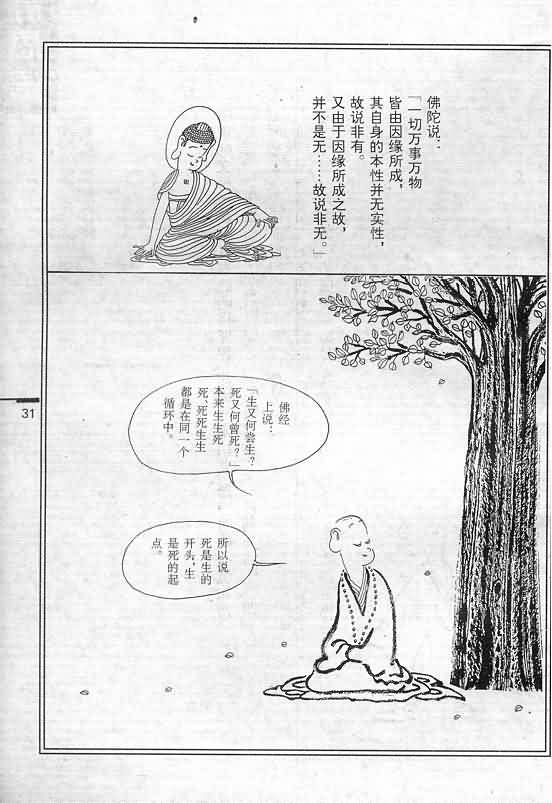 佛陀说：
「一切万事万物
皆由因缘所成，
其自身的本性并无实性，
故说非有。
又由于因缘所成之故，
并不是无……故说非无。」
佛经
上说：
「生又何尝生？
死又何曾死？」
本来生生死
死、死死生生
都是在同一个
循环中。
所以说
死是生的
开头，生
是死的起
点。
31